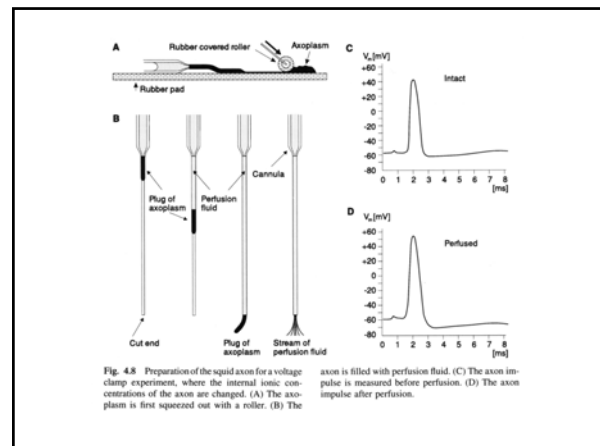 A
Rubber covered roller
Axoplasm
Rubber pad
B
Plug of
axoplasm
Perfusion
fluid
Cannula
Cut end
Plug of
axoplasm
Stream of
perfusion fluid
C
Vm [mV]
+60
+40
+20
0
-20
-40
-60
-80
Intact
0 1 2 3 4 5 6 7 8
[ms]
D
Vm [mV]
+60
+40
+20
0
-20
-40
-60
-80
Perfused
0 1 2 3 4 5 6 7 8
[ms]
Fig. 4.8 Preparation of the squid axon for a voltage
clamp experiment, where the internal ionic con-
centrations of the axon are changed. (A) The axo-
plasm is first squeezed out with a roller. (B) The
axon is filled with perfusion fluid. (C) The axon im-
pulse is measured before perfusion. (D) The axon
impulse after perfusion.